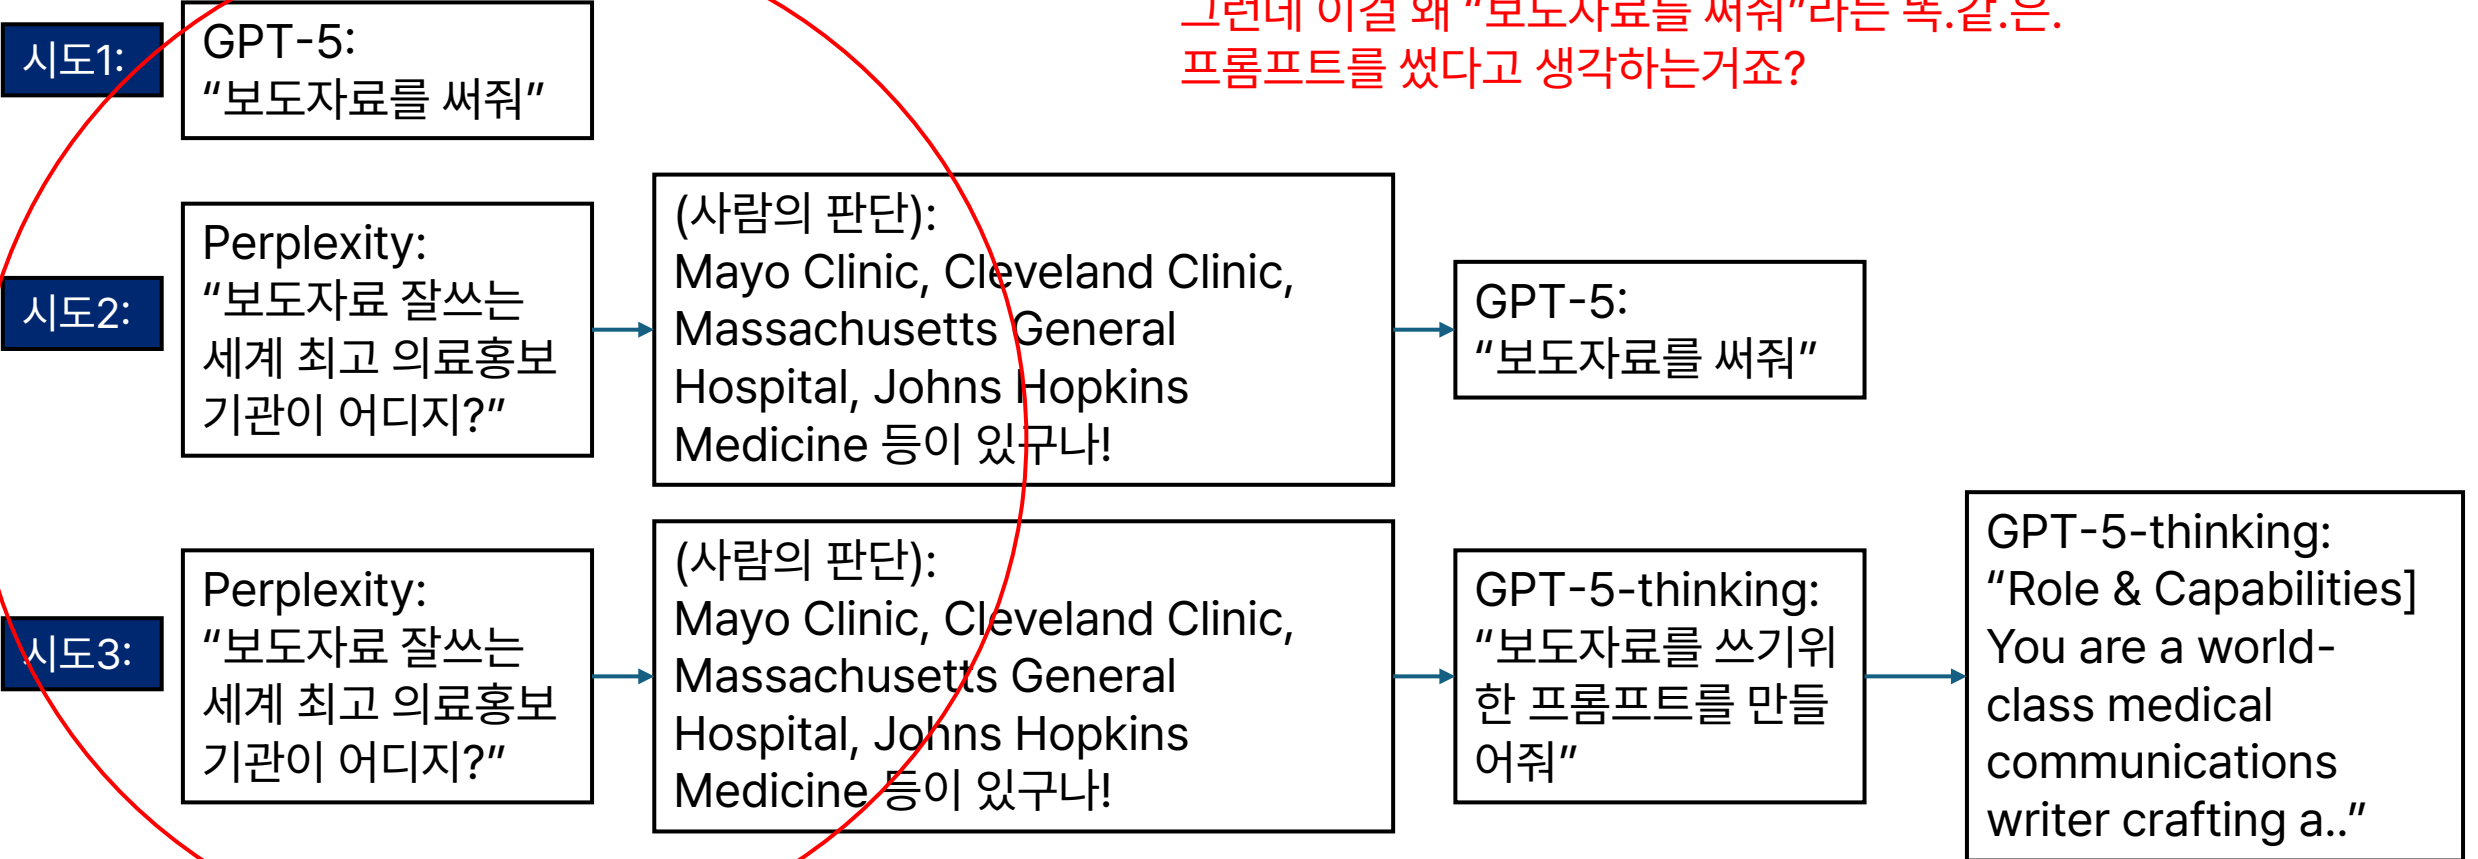 그런데 이걸 왜 “보도자료를 써줘”라는 똑.같.은.
프롬프트를 썼다고 생각하는거죠?
시도1:
GPT-5:
“보도자료를 써줘”
시도2:
Perplexity:
“보도자료 잘쓰는
세계 최고 의료홍보
기관이 어디지?”
(사람의 판단):
Mayo Clinic, Cleveland Clinic,
Massachusetts General
Hospital, Johns Hopkins
Medicine 등이 있구나!
GPT-5:
“보도자료를 써줘”
시도3:
Perplexity:
“보도자료 잘쓰는
세계 최고 의료홍보
기관이 어디지?”
(사람의 판단):
Mayo Clinic, Cleveland Clinic,
Massachusetts General
Hospital, Johns Hopkins
Medicine 등이 있구나!
GPT-5-thinking:
“보도자료를 쓰기위
한 프롬프트를 만들
어줘”
GPT-5-thinking:
“Role & Capabilities]
You are a world-
class medical
communications
writer crafting a..”